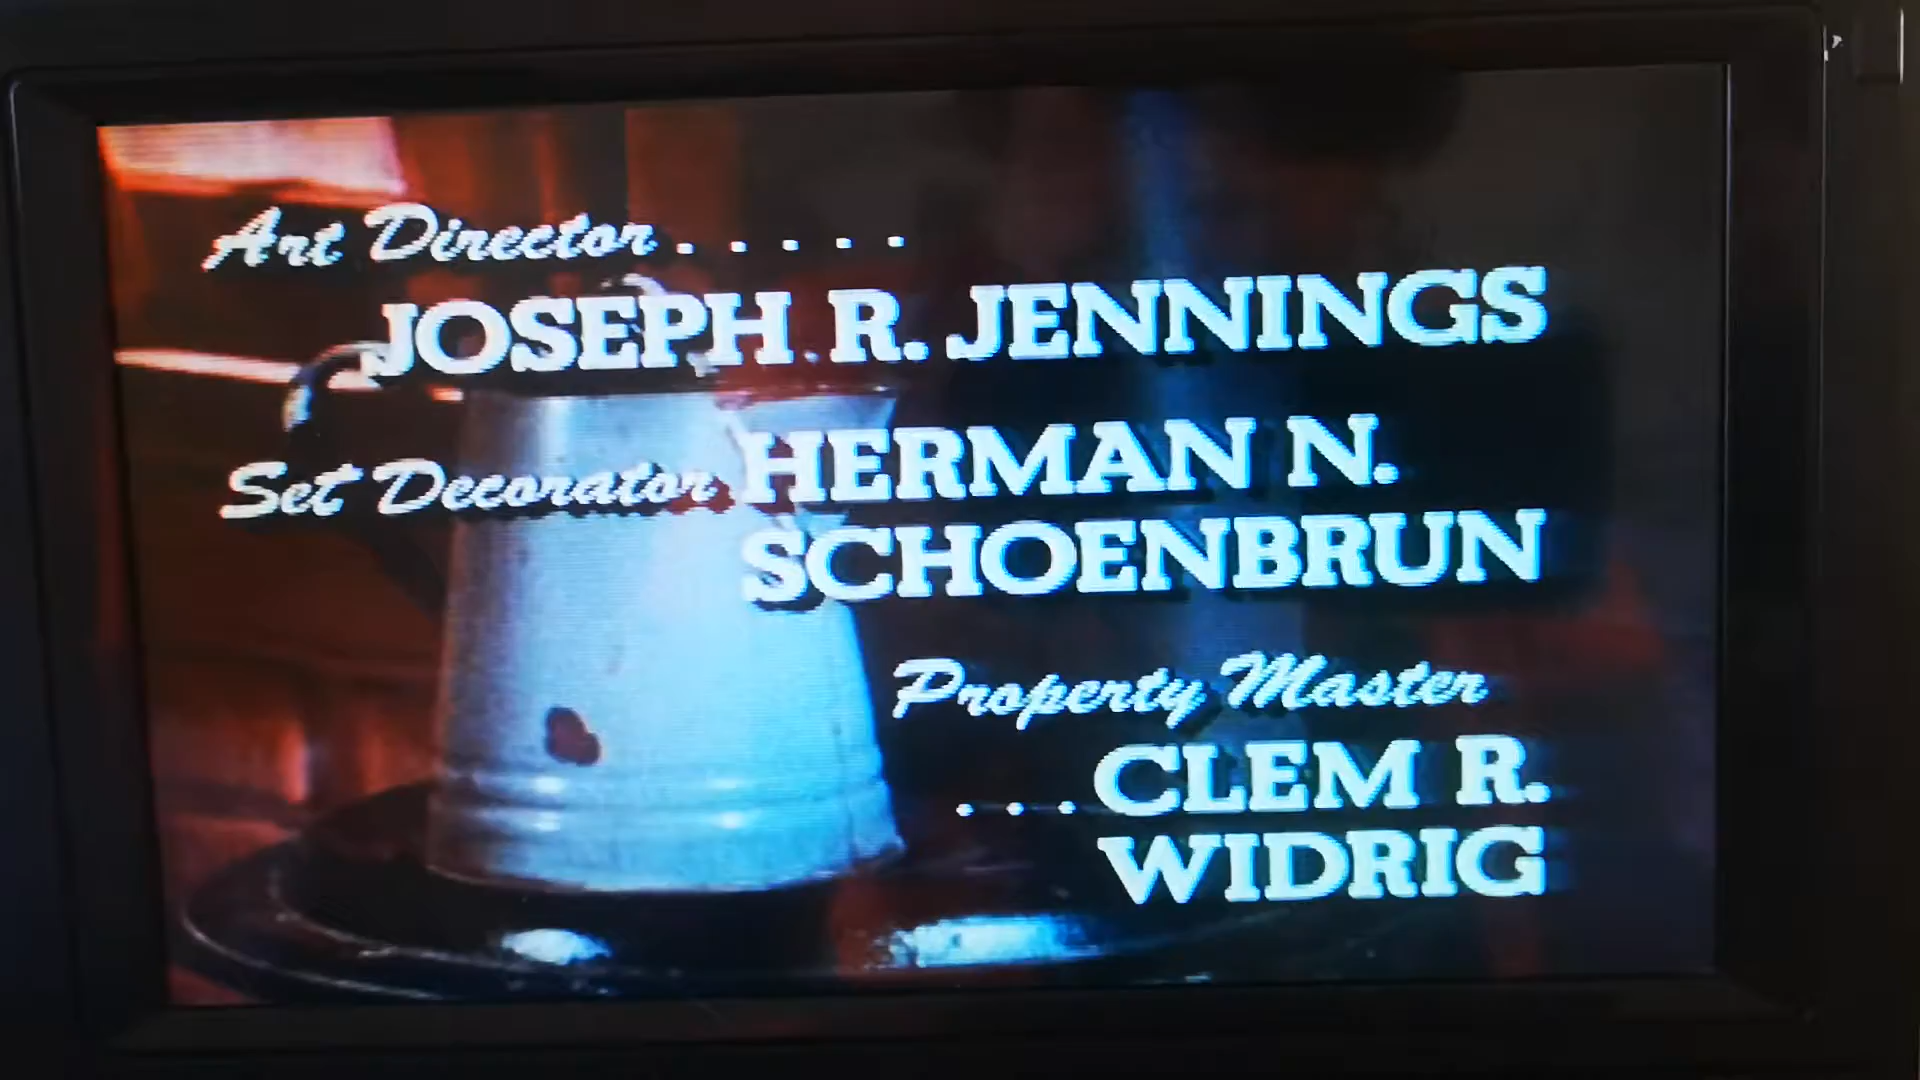 Art Director.....
JOSEPH R. JENNINGS
Set Decorator HERMAN N.
SCHOENBRUN
Property Master
...CLEM R.
WIDRIG